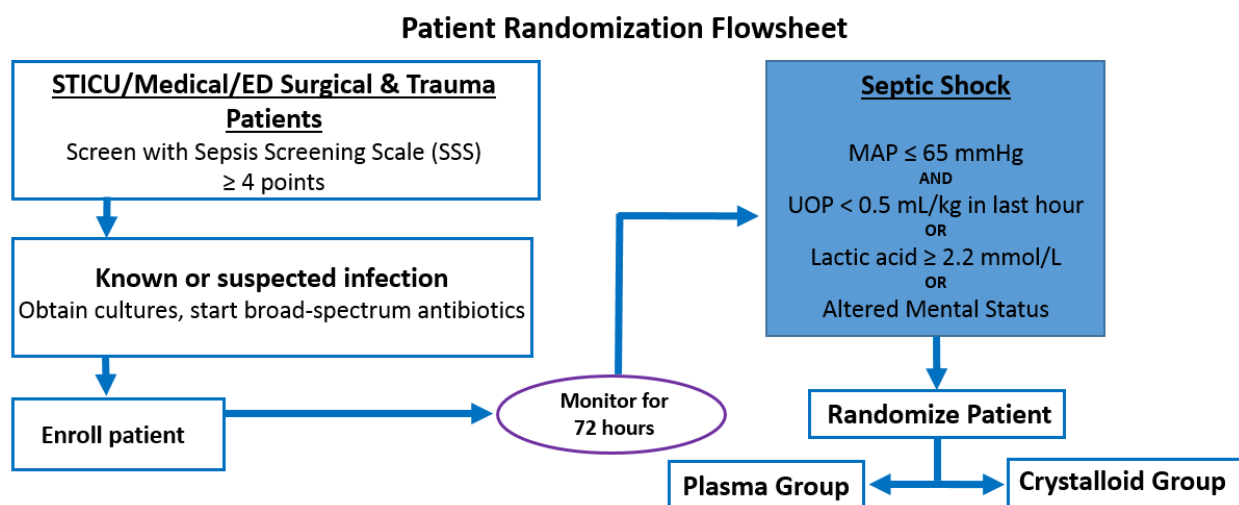 Patient Randomization Flowsheet
STICU/Medical/ED Surgical & Trauma
Patients
Screen with Sepsis Screening Scale (SSS)
≥ 4 points
Known or suspected infection
Obtain cultures, start broad-spectrum antibiotics
Enroll patient
Monitor for
72 hours
Septic Shock
MAP ≤ 65 mmHg
AND
UOP < 0.5 mL/kg in last hour
OR
Lactic acid ≥ 2.2 mmol/L
OR
Altered Mental Status
Randomize Patient
Plasma Group
Crystalloid Group